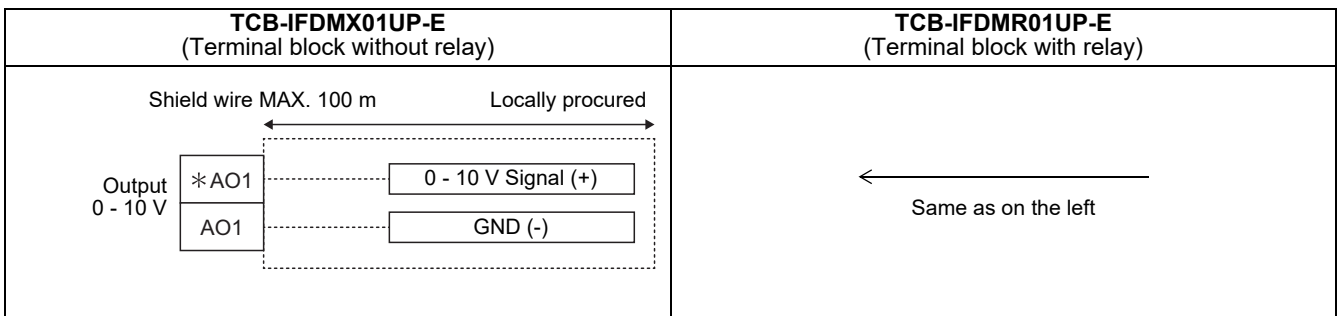 TCB-IFDMX01UP-E
(Terminal block without relay)
TCB-IFDMR01UP-E
(Terminal block with relay)
Shield wire MAX. 100 m
Locally procured
Output
0 - 10 V
＊AO1
0 - 10 V Signal (+)
AO1
GND (-)
Same as on the left